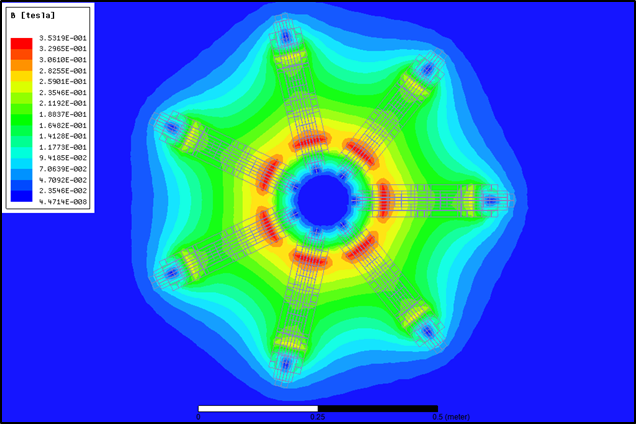 B [tesla]
3.5319E-001
3.2965E-001
3.0610E-001
2.8255E-001
2.5901E-001
2.3546E-001
2.1192E-001
1.8837E-001
1.6482E-001
1.4128E-001
1.1773E-001
9.4185E-002
7.0639E-002
4.7092E-002
2.3546E-002
4.4714E-008
0 0.25 0.5 (meter)